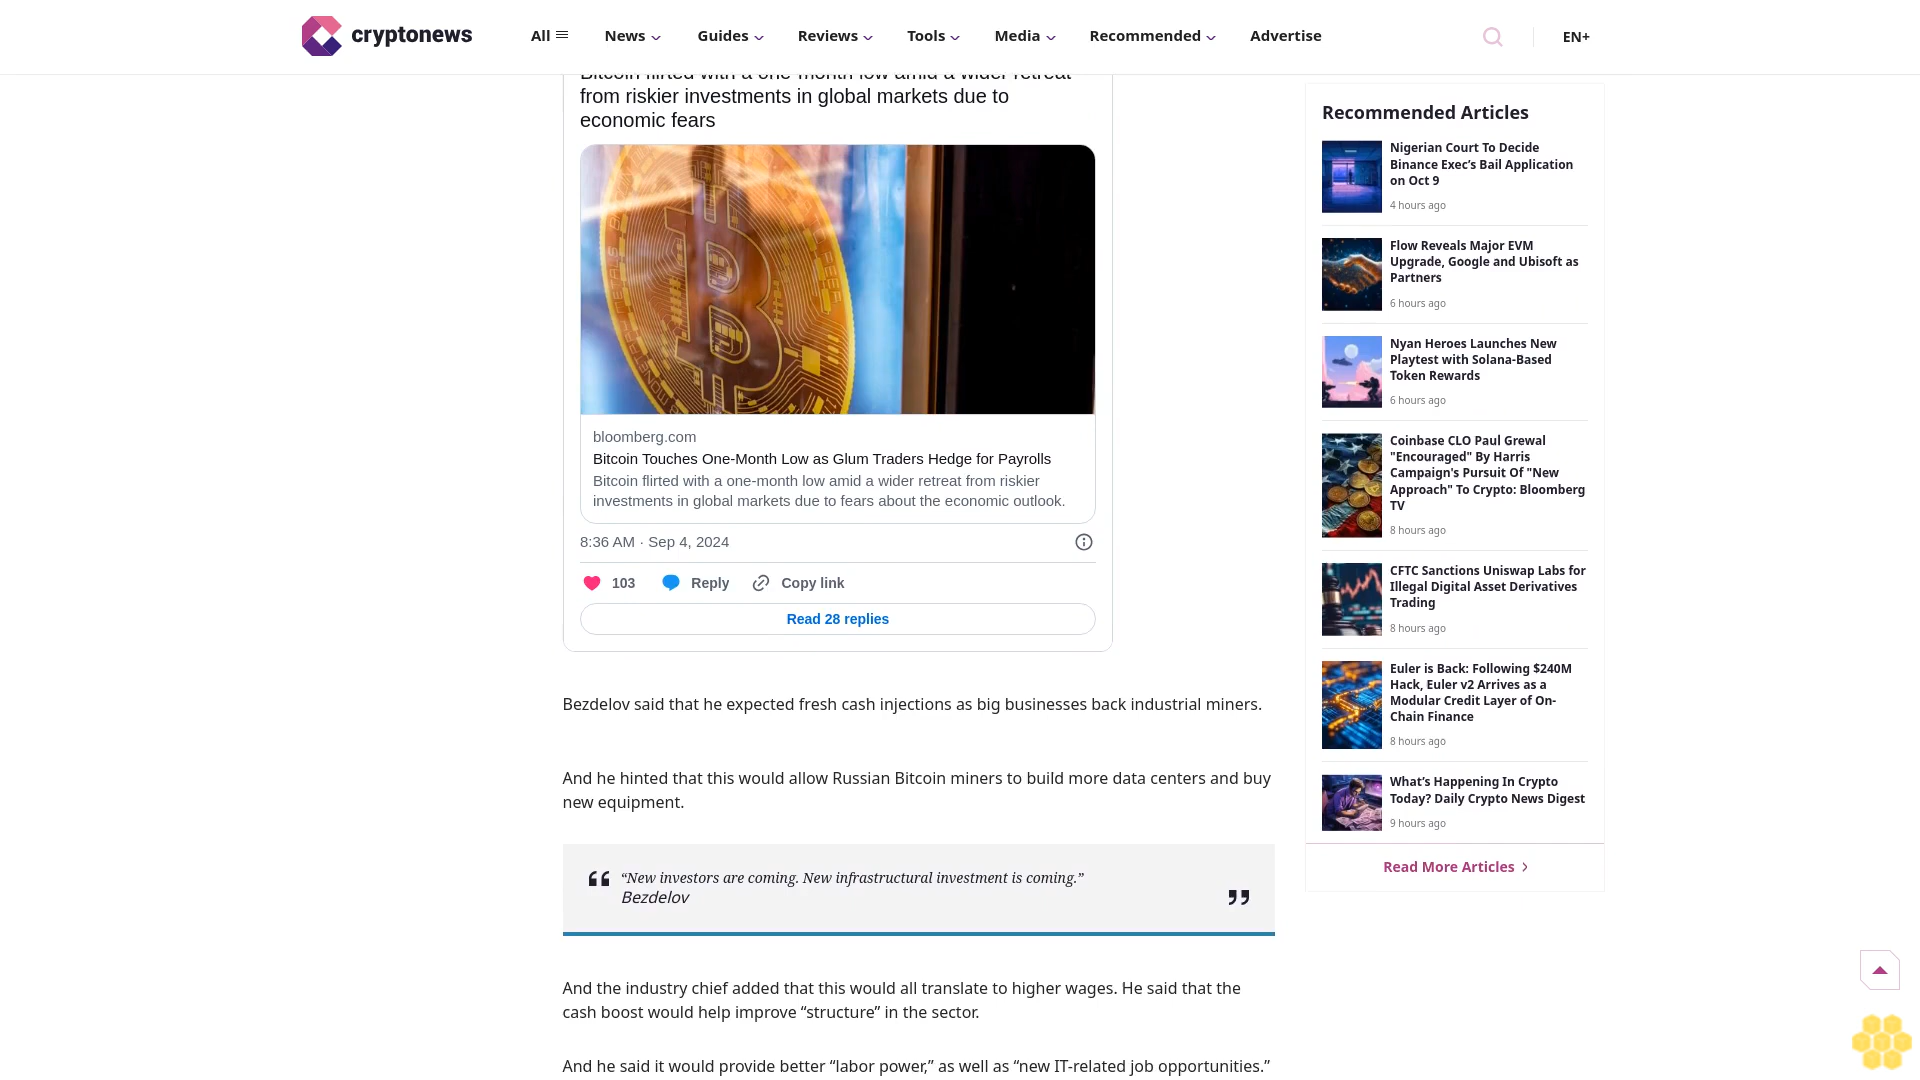 cryptonews
All
News
Guides
Reviews
Tools
Media
Recommended
Advertise
EN+
Bitcoin flirted with a one-month low amid a wider retreat
from riskier investments in global markets due to
economic fears
bloomberg.com
Bitcoin Touches One-Month Low as Glum Traders Hedge for Payrolls
Bitcoin flirted with a one-month low amid a wider retreat from riskier
investments in global markets due to fears about the economic outlook.
8:36 AM · Sep 4, 2024
103
Reply
Copy link
Read 28 replies
Bezdelov said that he expected fresh cash injections as big businesses back industrial miners.
And he hinted that this would allow Russian Bitcoin miners to build more data centers and buy
new equipment.
“New investors are coming. New infrastructural investment is coming.”
Bezdelov
And the industry chief added that this would all translate to higher wages. He said that the
cash boost would help improve “structure” in the sector.
And he said it would provide better “labor power,” as well as “new IT-related job opportunities.”
Recommended Articles
Nigerian Court To Decide
Binance Exec’s Bail Application
on Oct 9
4 hours ago
Flow Reveals Major EVM
Upgrade, Google and Ubisoft as
Partners
6 hours ago
Nyan Heroes Launches New
Playtest with Solana-Based
Token Rewards
6 hours ago
Coinbase CLO Paul Grewal
"Encouraged" By Harris
Campaign's Pursuit Of "New
Approach" To Crypto: Bloomberg
TV
8 hours ago
CFTC Sanctions Uniswap Labs for
Illegal Digital Asset Derivatives
Trading
8 hours ago
Euler is Back: Following $240M
Hack, Euler v2 Arrives as a
Modular Credit Layer of On-
Chain Finance
8 hours ago
What’s Happening In Crypto
Today? Daily Crypto News Digest
9 hours ago
Read More Articles